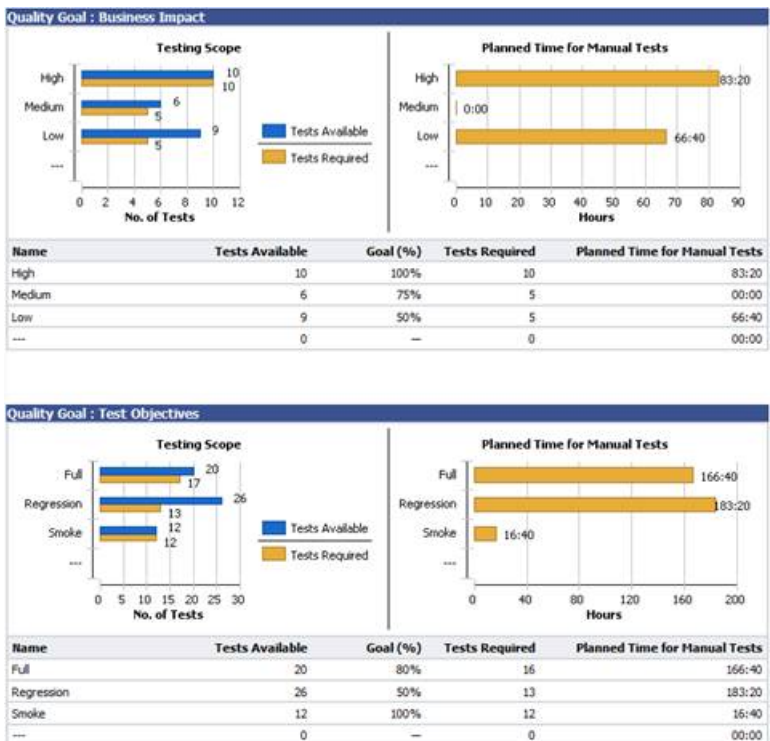 Quality Goal : Business Impact
Testing Scope
High 10
10
Medium 6
5
Low 9
5
---
Tests Available
Tests Required
0 2 4 6 8 10 12
No. of Tests
Planned Time for Manual Tests
High 83:20
Medium 0:00
Low 66:40
---
0 10 20 30 40 50 60 70 80 90
Hours
Name Tests Available Goal (%) Tests Required Planned Time for Manual Tests
High 10 100% 10 83:20
Medium 6 75% 5 00:00
Low 9 50% 5 66:40
--- 0 — 0 00:00
Quality Goal : Test Objectives
Testing Scope
Full 20
17
Regression 26
13
Smoke 12
12
---
Tests Available
Tests Required
0 5 10 15 20 25 30
No. of Tests
Planned Time for Manual Tests
Full 166:40
Regression 183:20
Smoke 16:40
---
0 40 80 120 160 200
Hours
Name Tests Available Goal (%) Tests Required Planned Time for Manual Tests
Full 20 80% 16 166:40
Regression 26 50% 13 183:20
Smoke 12 100% 12 16:40
--- 0 — 0 00:00